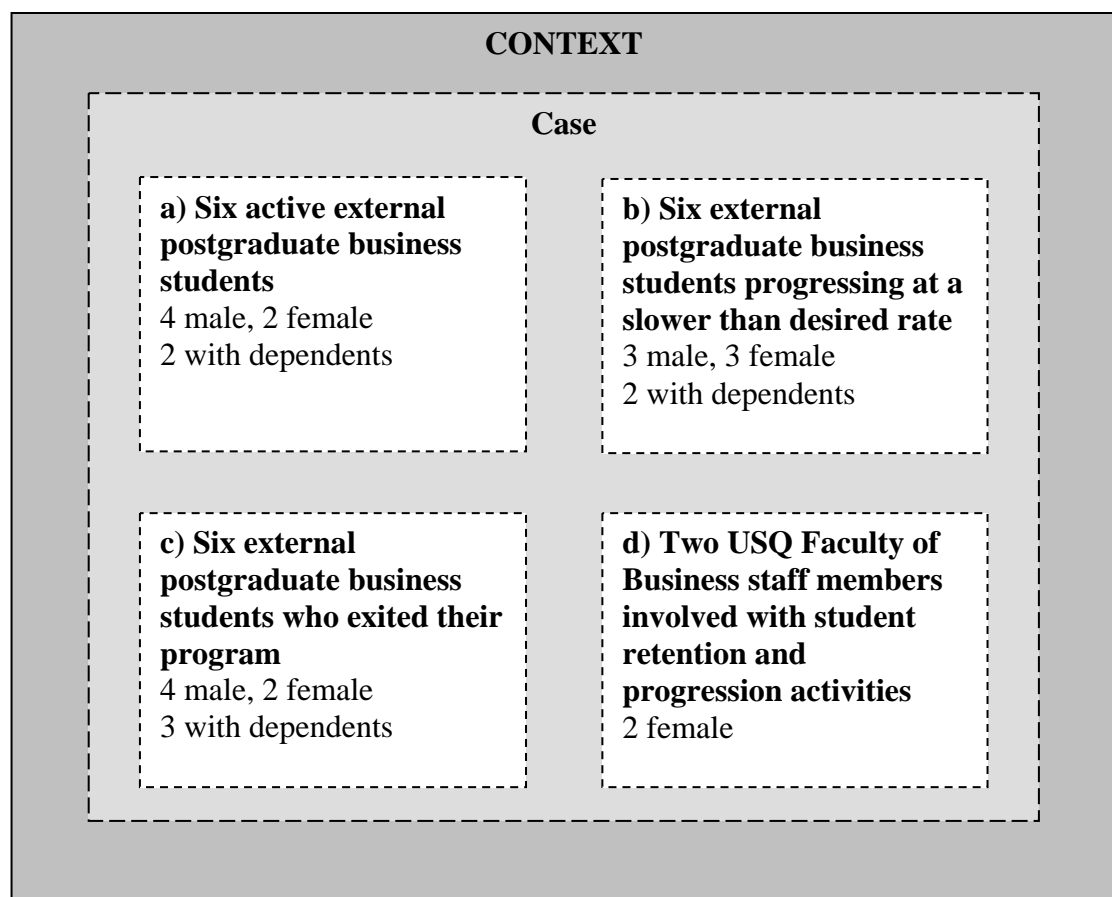 CONTEXT
Case
a) Six active external
postgraduate business
students
4 male, 2 female
2 with dependents
b) Six external
postgraduate business
students progressing at a
slower than desired rate
3 male, 3 female
2 with dependents
c) Six external
postgraduate business
students who exited their
program
4 male, 2 female
3 with dependents
d) Two USQ Faculty of
Business staff members
involved with student
retention and
progression activities
2 female